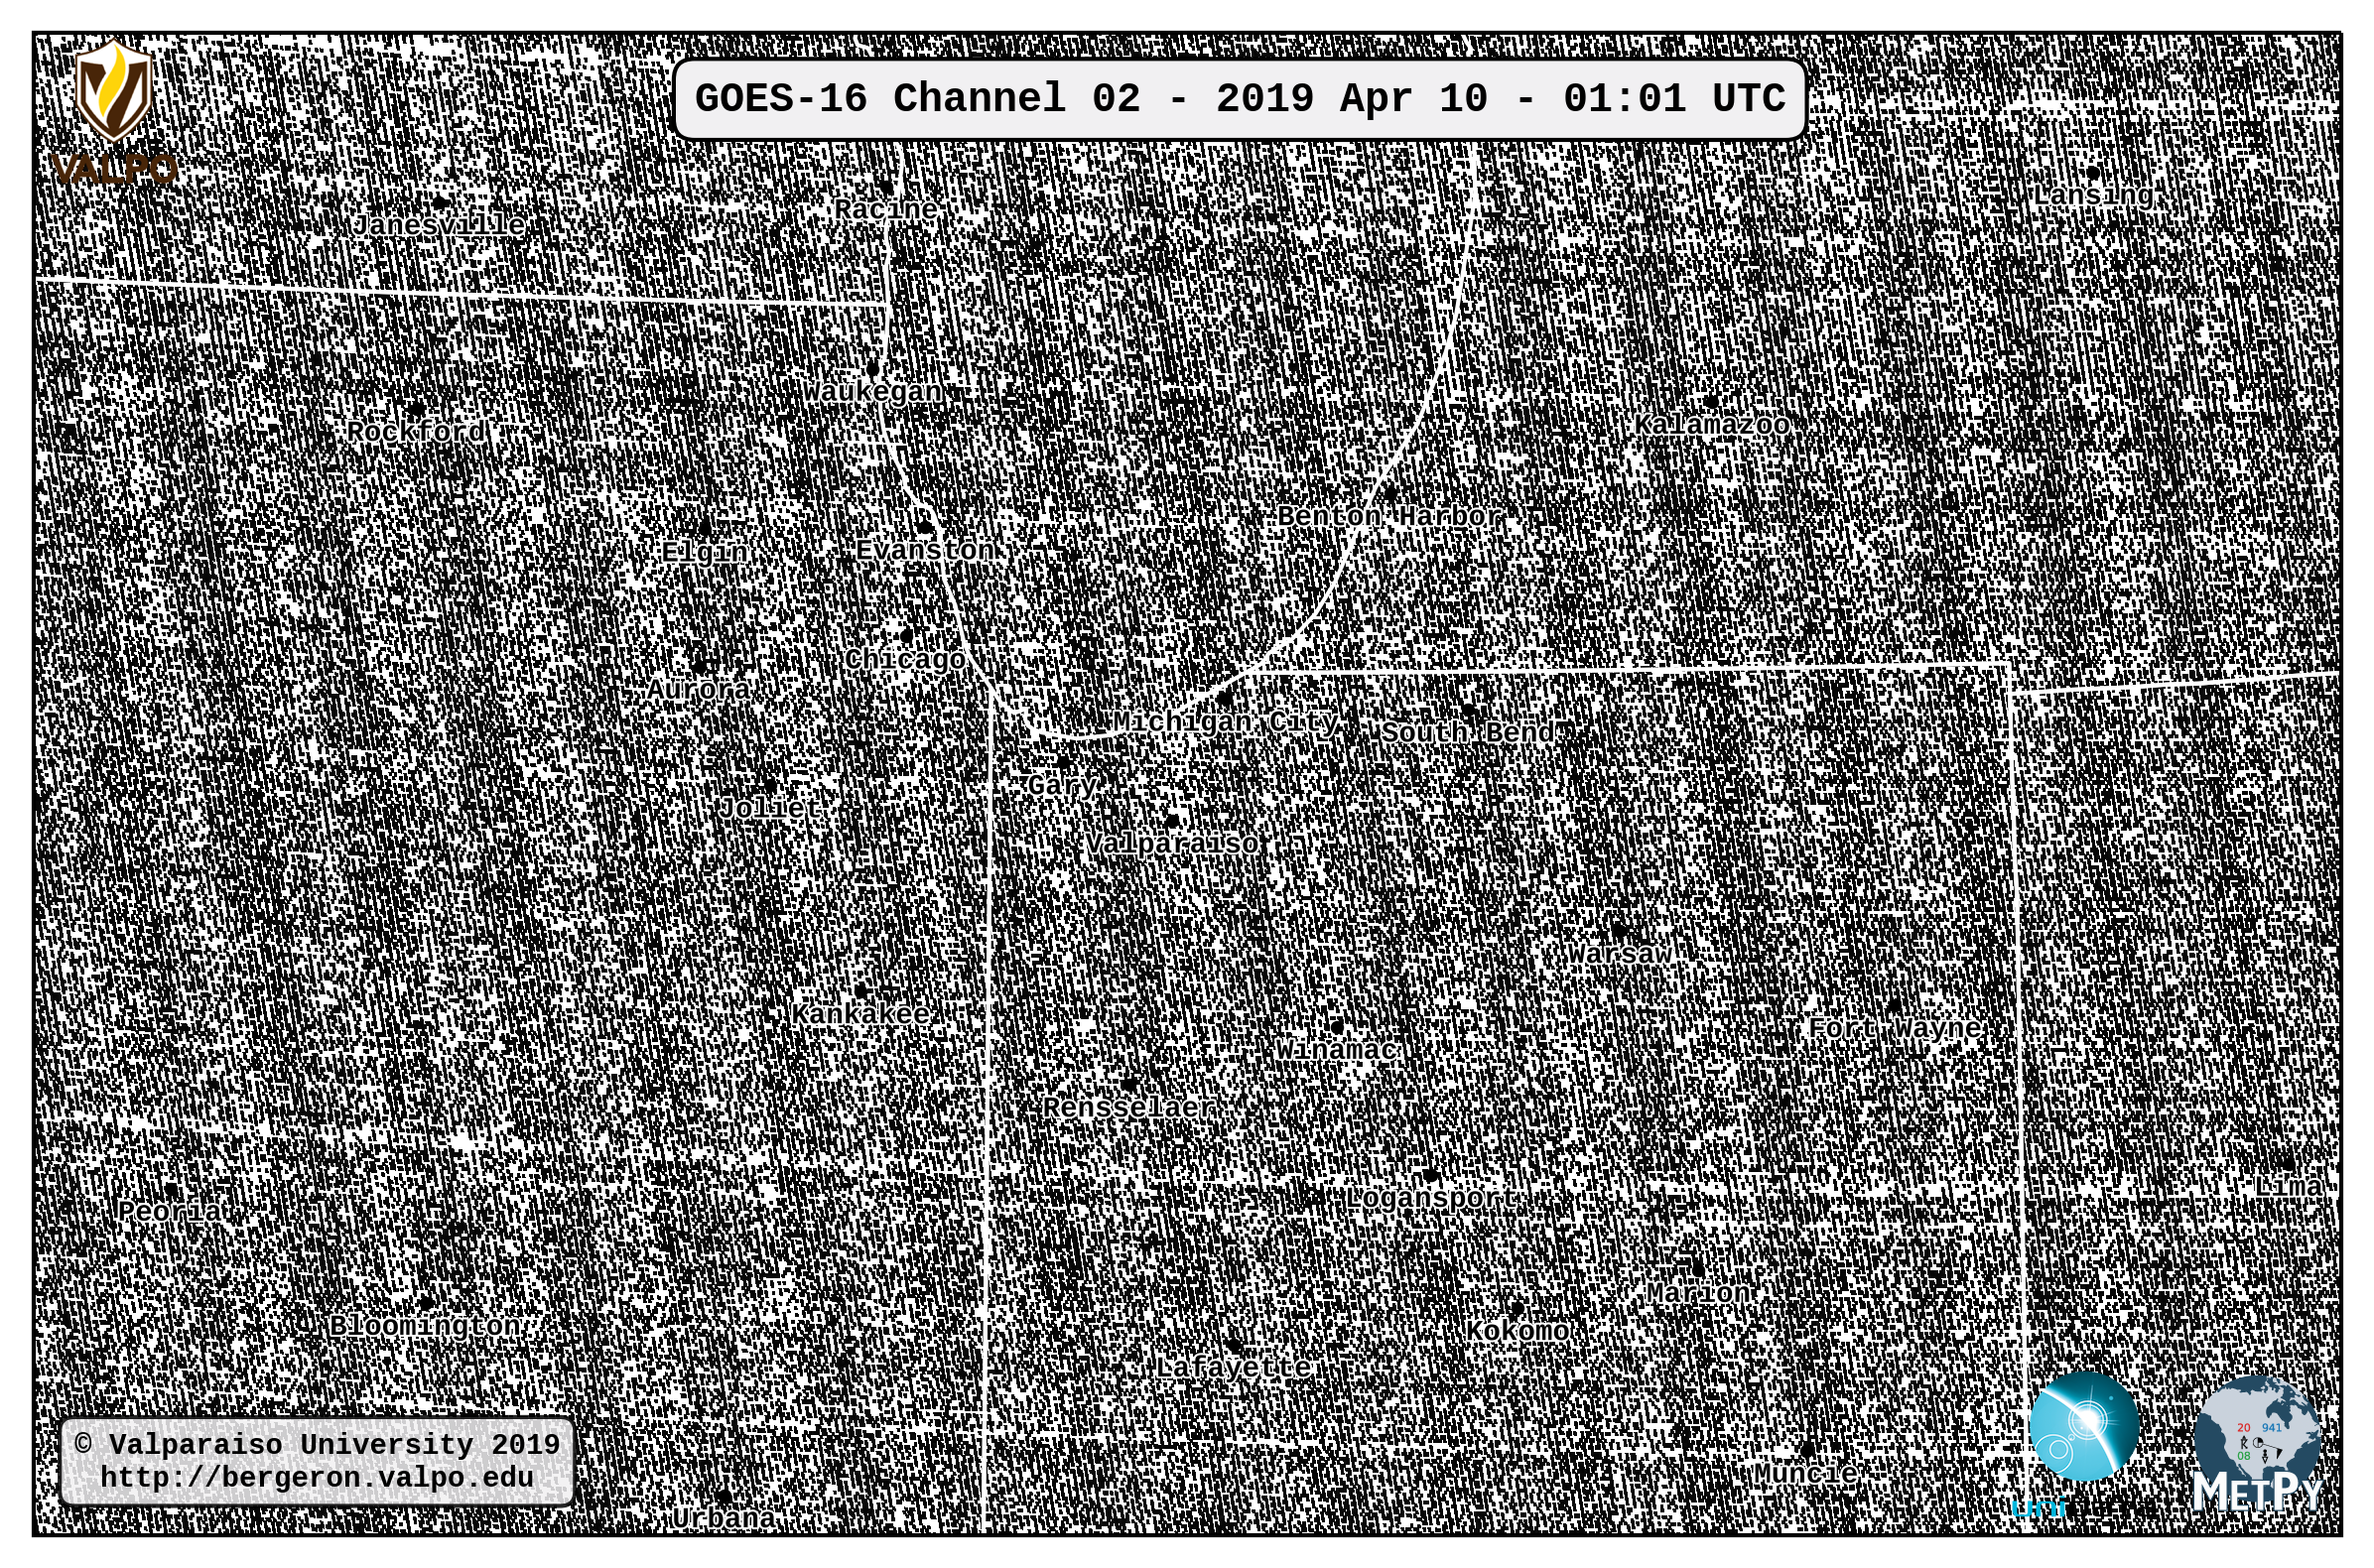 GOES-16 Channel 02 - 2019 Apr 10 - 01:01 UTC
VALPO
Lansing
Racine
Janesville
Waukegan
Kalamazoo
Rockford
Benton Harbor
Evanston
Elgin
Chicago
Aurora
Michigan City
South Bend
Gary
Joliet
Valparaiso
Warsaw
Kankakee
Fort Wayne
Winamac
Rensselaer
Lima
Logansport
Peoria
Marion
Bloomington
Kokomo
Lafayette
20 941
08
© Valparaiso University 2019
http://bergeron.valpo.edu
Muncie
METPY
uni
Urbana